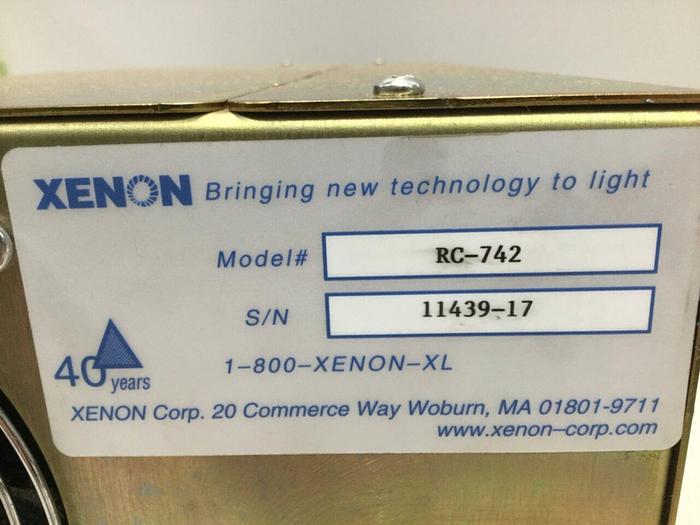 XENON Bringing new technology to light
Model# RC-742
S/N 11439-17
40 years
1-800-XENON-XL
XENON Corp. 20 Commerce Way Woburn, MA 01801-9711
www.xenon-corp.com